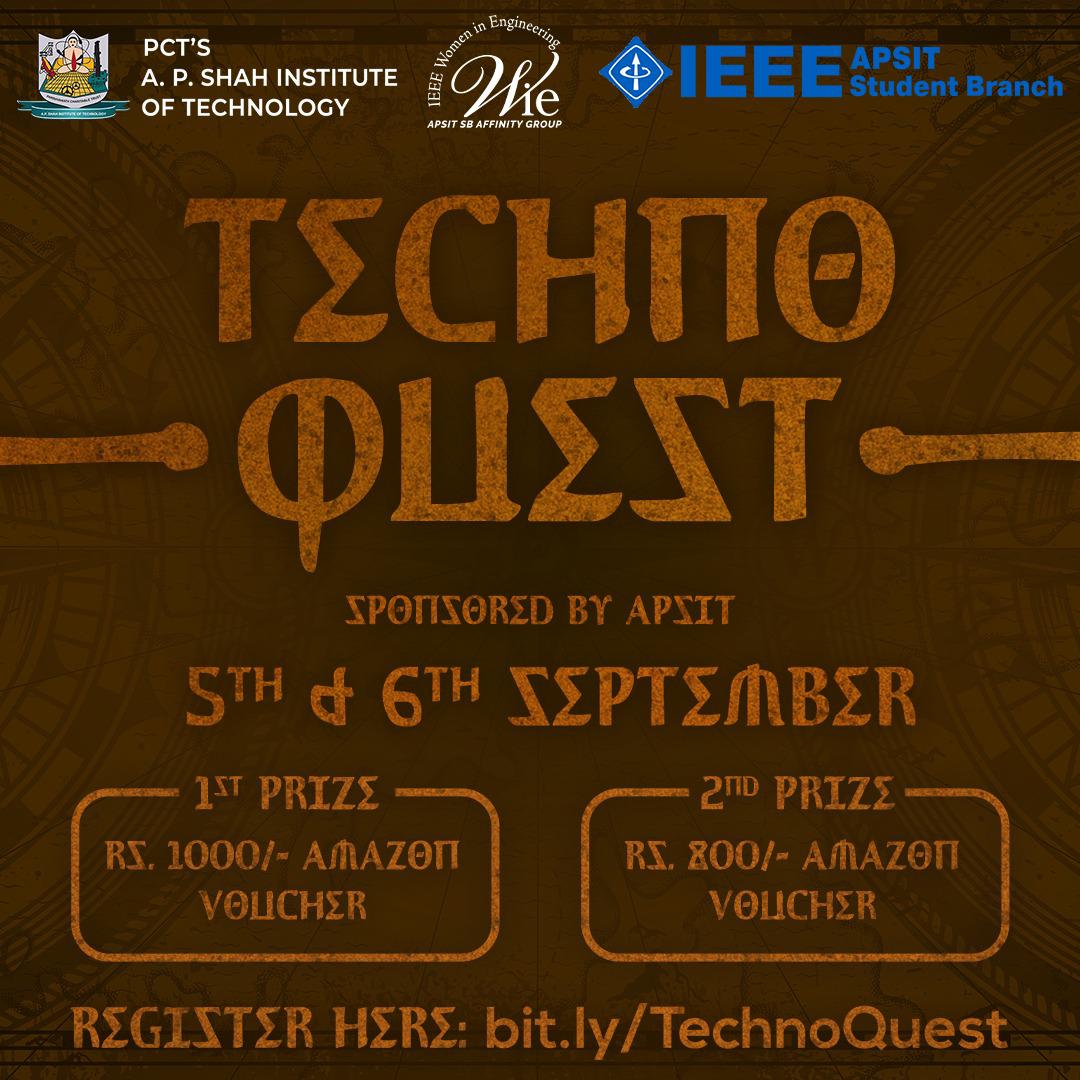 PCT'S
A. P. SHAH INSTITUTE
OF TECHNOLOGY
IEEE Women in Engineering
WIE
APSIT SB AFFINITY GROUP
IEEE APSIT
Student Branch
TECHNO
QUEST
SPONSORED BY APSIT
5TH & 6TH SEPTEMBER
1ST PRIZE
RS. 1000/- AMAZON
VOUCHER
2ND PRIZE
RS. 800/- AMAZON
VOUCHER
REGISTER HERE: bit.ly/TechnoQuest